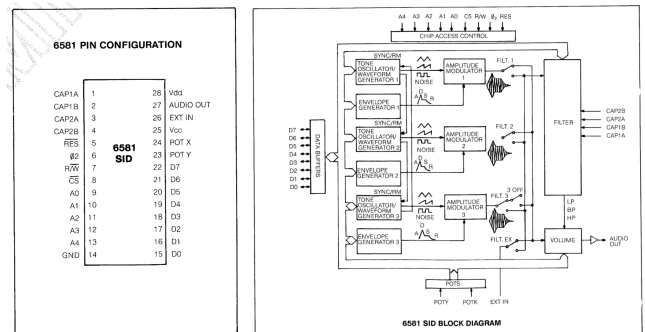 6581 PIN CONFIGURATION
CAP1A 1 28 Vdd
CAP1B 2 27 AUDIO OUT
CAP2A 3 26 EXT IN
CAP2B 4 25 Vcc
RES 5 24 POT X
ø2 6 23 POT Y
R/W 7 22 D7
CS 8 21 D6
A0 9 20 D5
A1 10 19 D4
A2 11 18 D3
A3 12 17 D2
A4 13 16 D1
GND 14 15 D0
6581
SID
A4 A3 A2 A1 A0 CS R/W ø2 RES
CHIP ACCESS CONTROL
SYNC/RM
TONE
OSCILLATOR/
WAVEFORM
GENERATOR 1
NOISE
AMPLITUDE
MODULATOR
1
FILT. 1
ENVELOPE
GENERATOR 1
A D S R
SYNC/RM
TONE
OSCILLATOR/
WAVEFORM
GENERATOR 2
NOISE
AMPLITUDE
MODULATOR
2
FILT. 2
ENVELOPE
GENERATOR 2
A D S R
SYNC/RM
TONE
OSCILLATOR/
WAVEFORM
GENERATOR 3
NOISE
AMPLITUDE
MODULATOR
3
FILT. 3
3 OFF
ENVELOPE
GENERATOR 3
A D S R
FILT. EX
D7
D6
D5
D4
D3
D2
D1
D0
DATA BUFFERS
FILTER
CAP2B
CAP2A
CAP1B
CAP1A
LP
BP
HP
VOLUME
AUDIO
OUT
POTS
POTY POTK EXT IN
6581 SID BLOCK DIAGRAM